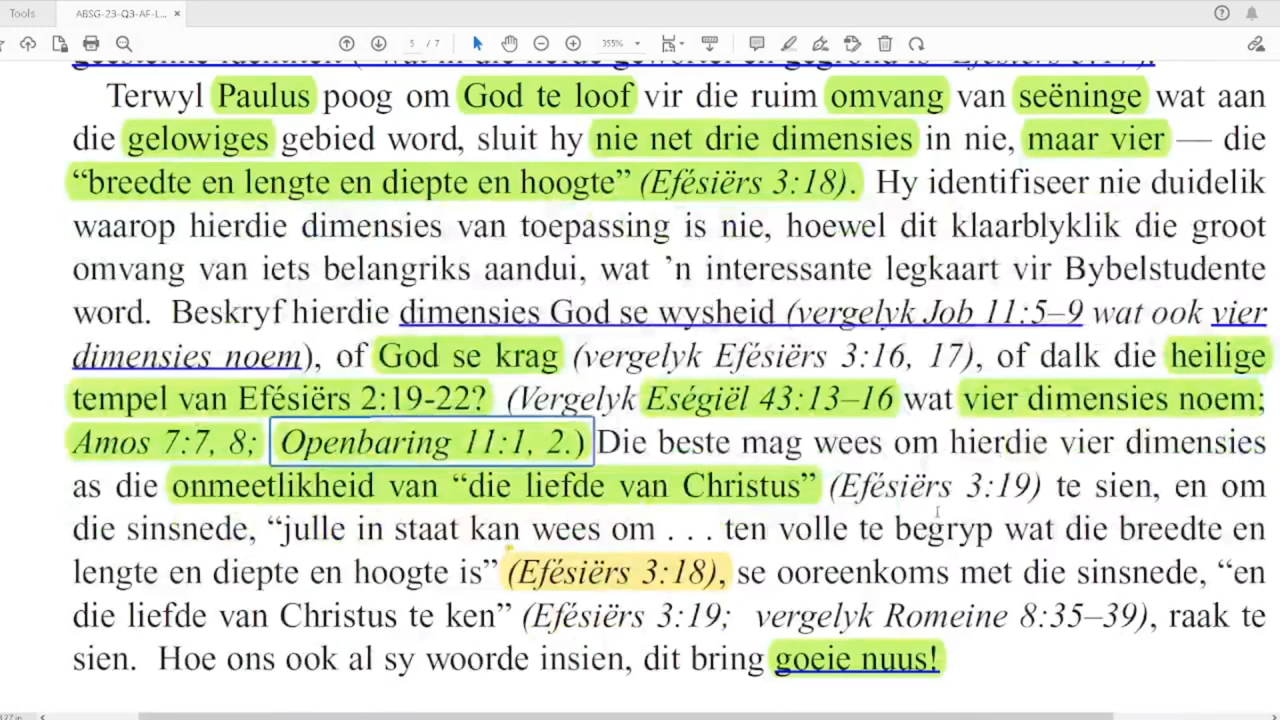 Tools
ABSG-23-Q3-AF-L... ×
5 / 7
355%
Terwyl Paulus poog om God te loof vir die ruim omvang van seëninge wat aan
die gelowiges gebied word, sluit hy nie net drie dimensies in nie, maar vier — die
“breedte en lengte en diepte en hoogte” (Efésiërs 3:18). Hy identifiseer nie duidelik
waarop hierdie dimensies van toepassing is nie, hoewel dit klaarblyklik die groot
omvang van iets belangriks aandui, wat ’n interessante legkaart vir Bybelstudente
word. Beskryf hierdie dimensies God se wysheid (vergelyk Job 11:5–9 wat ook vier
dimensies noem), of God se krag (vergelyk Efésiërs 3:16, 17), of dalk die heilige
tempel van Efésiërs 2:19-22? (Vergelyk Eségiël 43:13–16 wat vier dimensies noem;
Amos 7:7, 8; Openbaring 11:1, 2.) Die beste mag wees om hierdie vier dimensies
as die onmeetlikheid van “die liefde van Christus” (Efésiërs 3:19) te sien, en om
die sinsnede, “julle in staat kan wees om . . . ten volle te begryp wat die breedte en
lengte en diepte en hoogte is” (Efésiërs 3:18), se ooreenkoms met die sinsnede, “en
die liefde van Christus te ken” (Efésiërs 3:19; vergelyk Romeine 8:35–39), raak te
sien. Hoe ons ook al sy woorde insien, dit bring goeie nuus!